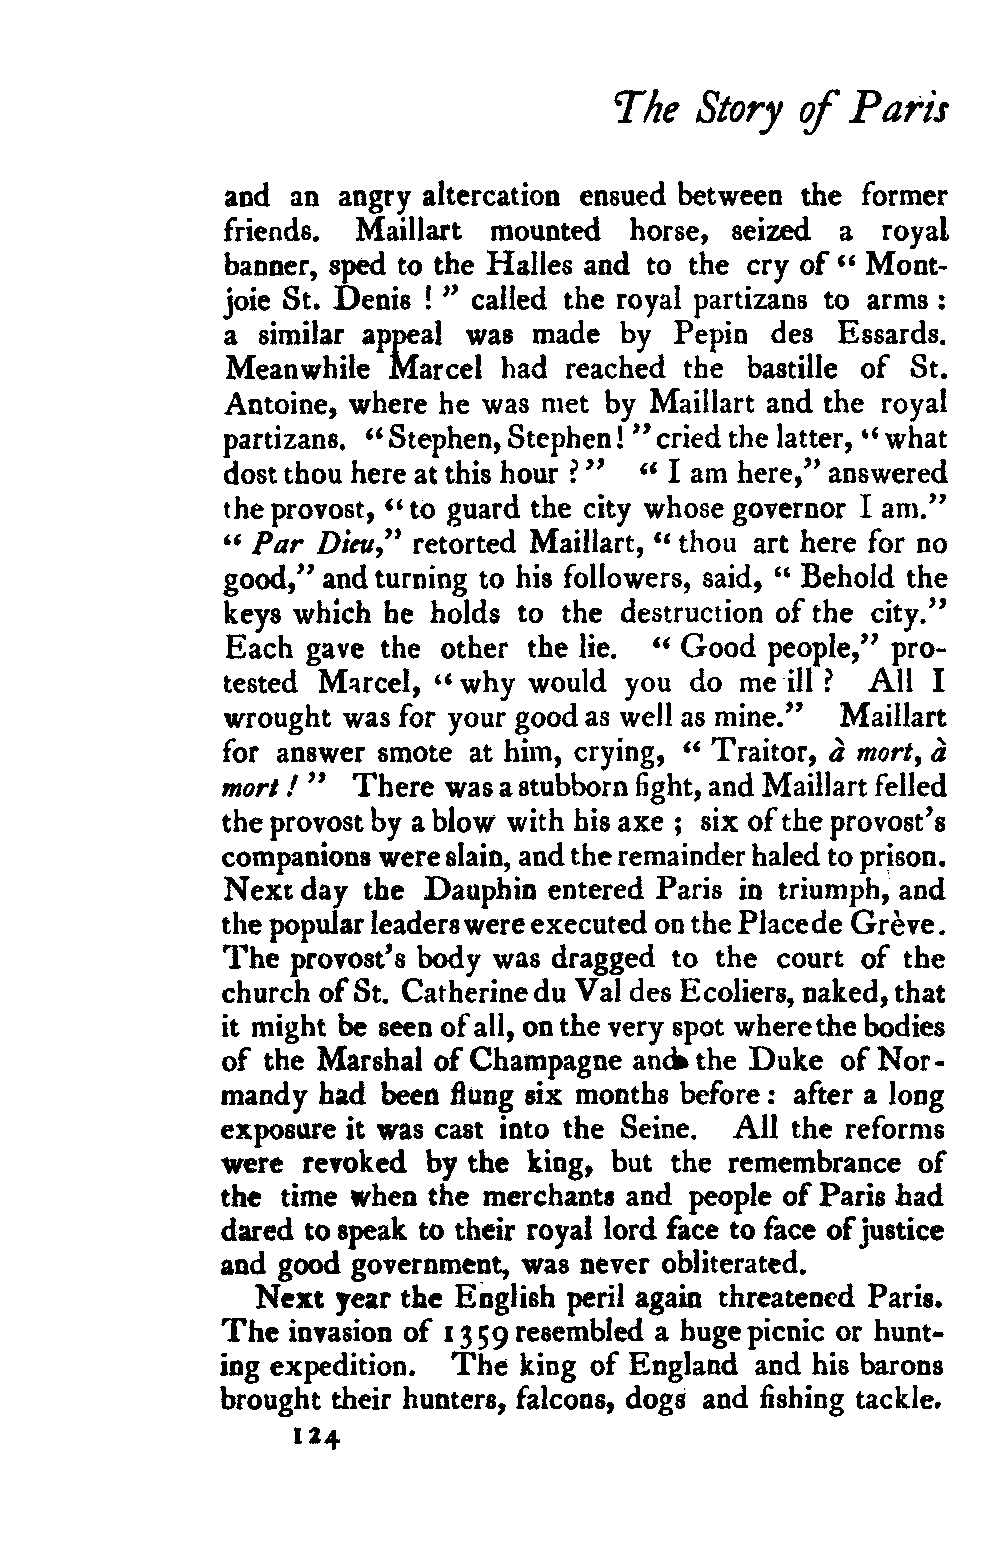 The Story of Paris
and an angry altercation ensued between the former
friends. Maillart mounted horse, seized a royal
banner, sped to the Halles and to the cry of “ Mont-
joie St. Denis ! ” called the royal partizans to arms :
a similar appeal was made by Pepin des Essards.
Meanwhile Marcel had reached the bastille of St.
Antoine, where he was met by Maillart and the royal
partizans. “ Stephen, Stephen ! ” cried the latter, “ what
dost thou here at this hour ? ” “ I am here,” answered
the provost, “ to guard the city whose governor I am.”
“ Par Dieu,” retorted Maillart, “ thou art here for no
good,” and turning to his followers, said, “ Behold the
keys which he holds to the destruction of the city.”
Each gave the other the lie. “ Good people,” pro-
tested Marcel, “ why would you do me ill ? All I
wrought was for your good as well as mine.” Maillart
for answer smote at him, crying, “ Traitor, à mort, à
mort ! ” There was a stubborn fight, and Maillart felled
the provost by a blow with his axe ; six of the provost’s
companions were slain, and the remainder haled to prison.
Next day the Dauphin entered Paris in triumph, and
the popular leaders were executed on the Place de Grève.
The provost’s body was dragged to the court of the
church of St. Catherine du Val des Ecoliers, naked, that
it might be seen of all, on the very spot where the bodies
of the Marshal of Champagne and the Duke of Nor-
mandy had been flung six months before : after a long
exposure it was cast into the Seine. All the reforms
were revoked by the king, but the remembrance of
the time when the merchants and people of Paris had
dared to speak to their royal lord face to face of justice
and good government, was never obliterated.
Next year the English peril again threatened Paris.
The invasion of 1359 resembled a huge picnic or hunt-
ing expedition. The king of England and his barons
brought their hunters, falcons, dogs and fishing tackle.
124